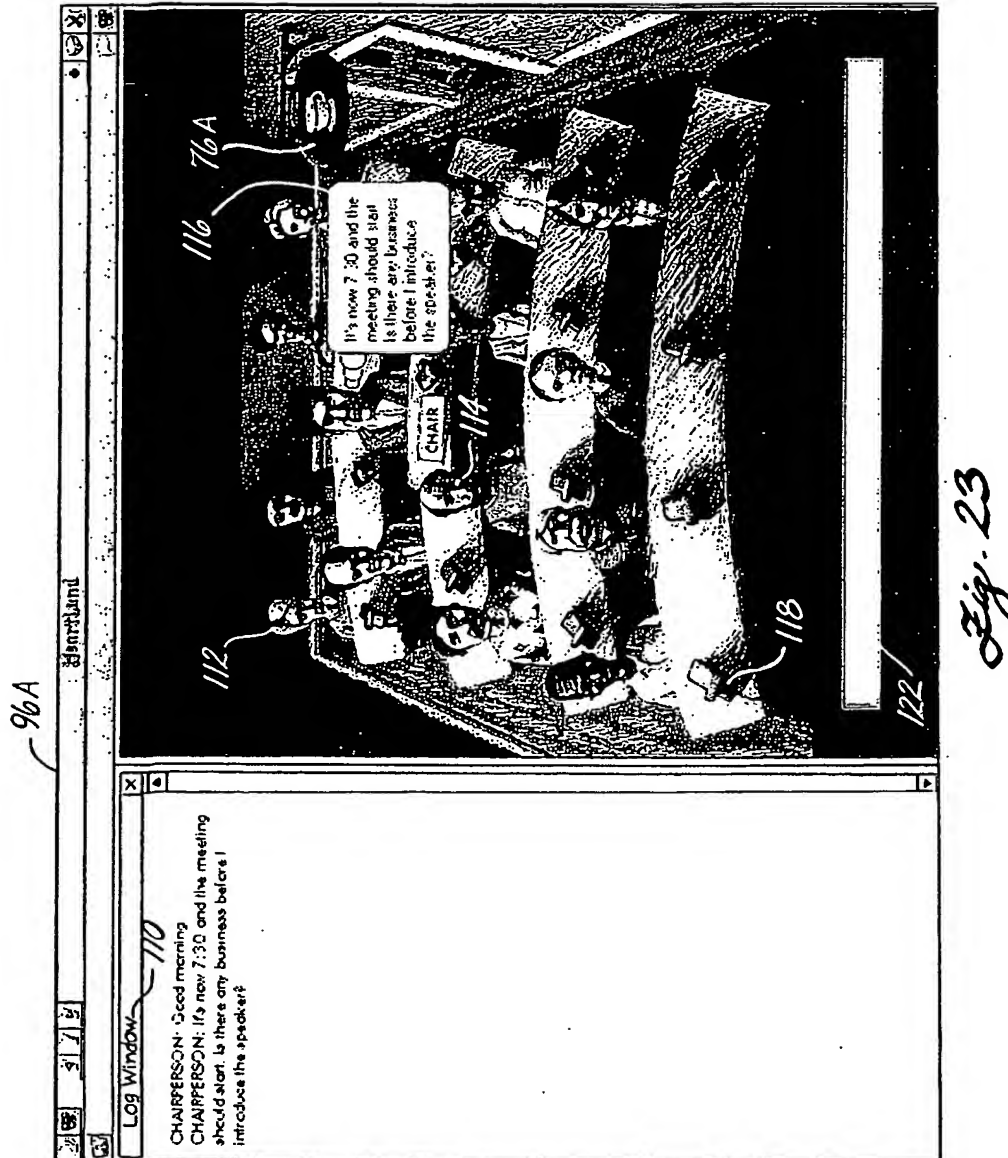 96A
Heartland
Log Window
110
CHAIRPERSON: Good morning
CHAIRPERSON: It's now 7:30 and the meeting
should start. Is there any business before I
introduce the speaker?
112
116
76A
It's now 7 30 and the
meeting should start
Is there any business
before I introduce
the speaker?
CHAIR
114
118
122
Fig. 23